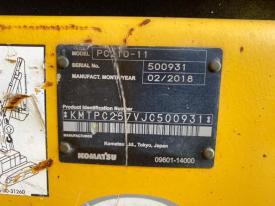 MODEL PC210-11
SERIAL NO. 500931
MANUFACT. MONTH/YEAR 02/2018
Product Identification Number
*KMTPC257VJC500931*
Komatsu Ltd., Tokyo, Japan
KOMATSU
09601-14000